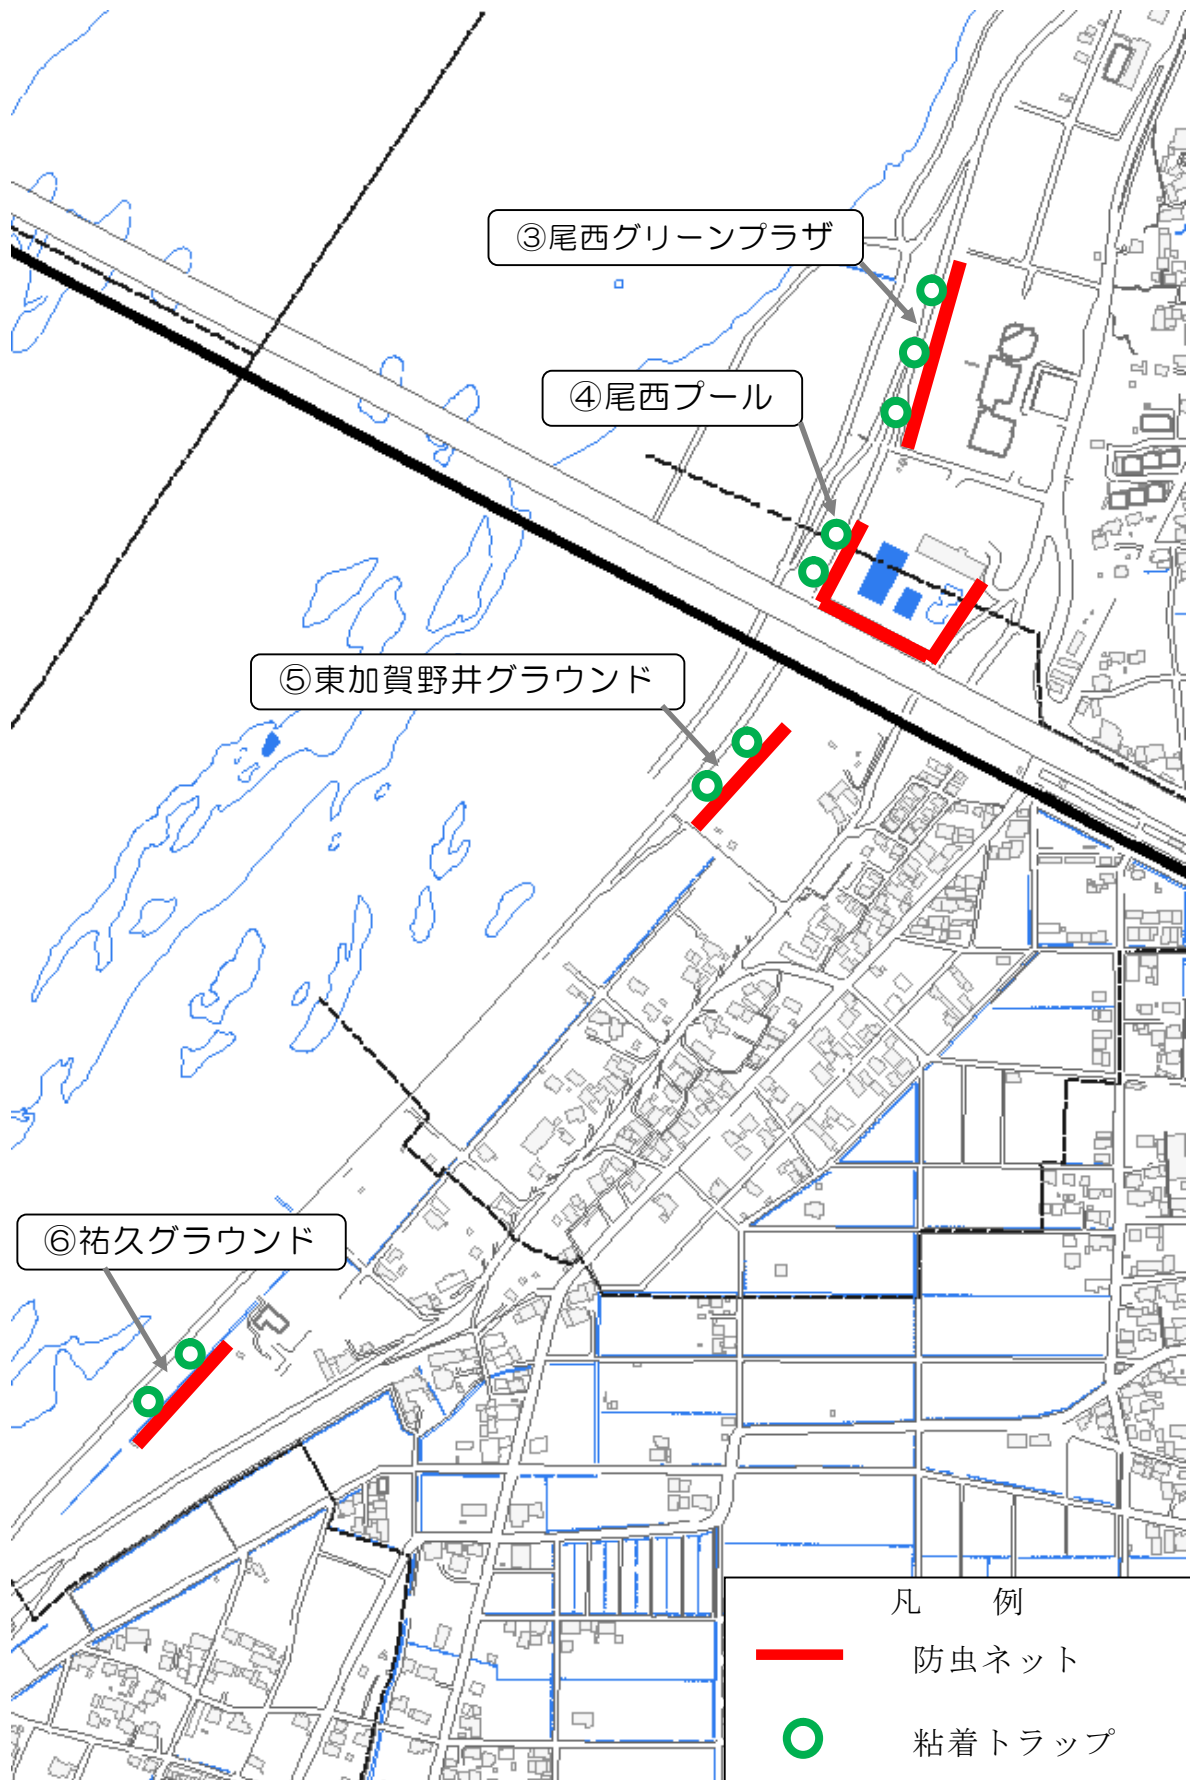 ③尾西グリーンプラザ
④尾西プール
⑤東加賀野井グラウンド
⑥祐久グラウンド
凡　例
防虫ネット
粘着トラップ